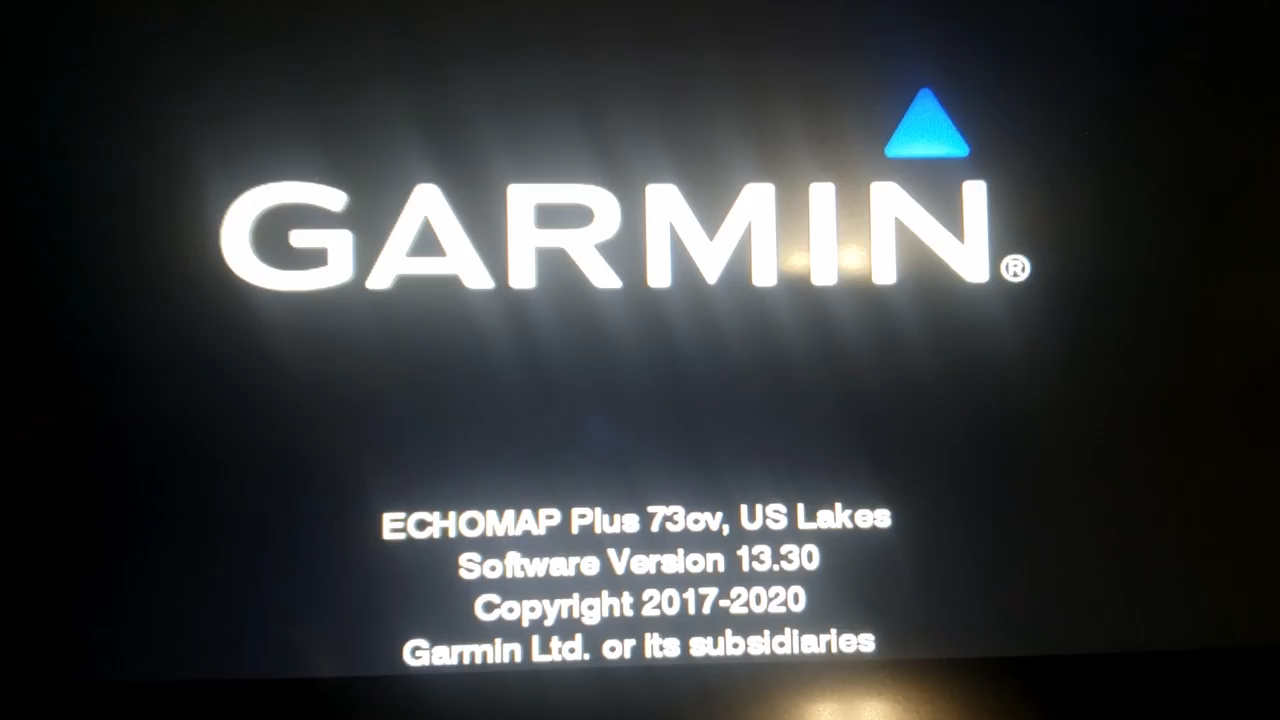 GARMIN®
ECHOMAP Plus 73cv, US Lakes
Software Version 13.30
Copyright 2017-2020
Garmin Ltd. or its subsidiaries